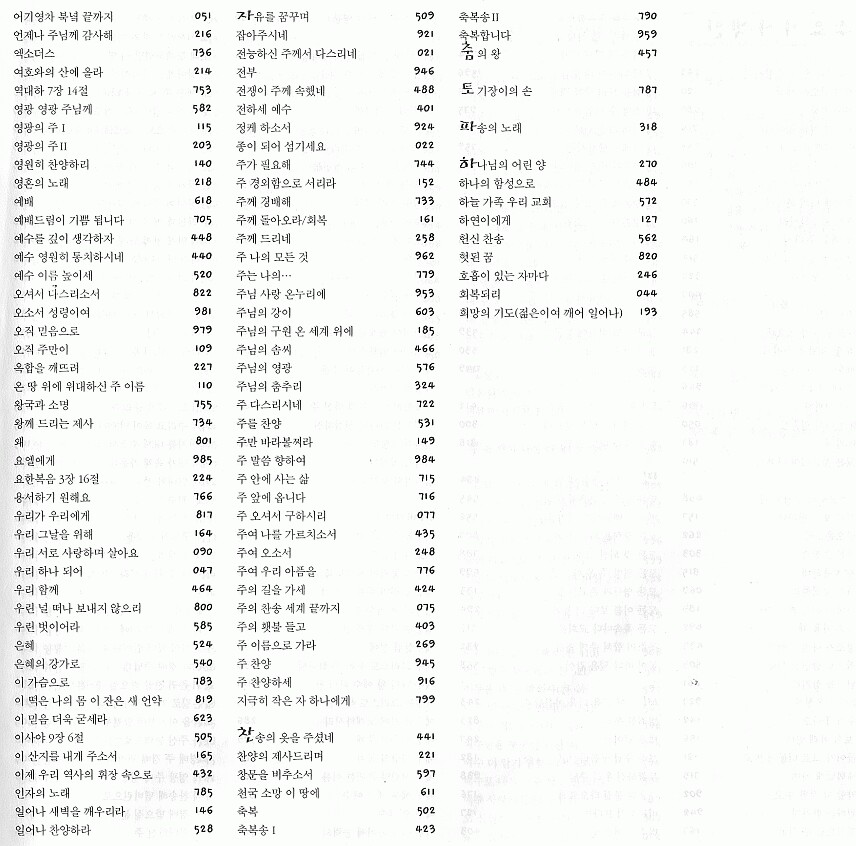 어기영차 북녘 끝까지 051
언제나 주님께 감사해 216
엑소더스 736
여호와의 산에 올라 214
역대하 7장 14절 753
영광 영광 주님께 582
영광의 주 I 115
영광의 주 II 203
영원히 찬양하리 140
영혼의 노래 218
예배 618
예배드림이 기쁨 됩니다 705
예수를 깊이 생각하자 448
예수 영원히 통치하시네 440
예수 이름 높이세 520
오셔서 다스리소서 822
오소서 성령이여 981
오직 믿음으로 979
오직 주만이 109
옥합을 깨뜨려 227
온 땅 위에 위대하신 주 이름 110
왕국과 소명 755
왕께 드리는 제사 734
왜 801
요엘에게 985
요한복음 3장 16절 224
용서하기 원해요 766
우리가 우리에게 817
우리 그날을 위해 164
우리 서로 사랑하며 살아요 090
우리 하나 되어 047
우리 함께 464
우린 널 떠나 보내지 않으리 800
우린 벗이어라 585
은혜 524
은혜의 강가로 540
이 가슴으로 783
이 떡은 나의 몸 이 잔은 새 언약 819
이 믿음 더욱 굳세라 623
이사야 9장 6절 505
이 산지를 내게 주소서 165
이제 우리 역사의 휘장 속으로 432
인자의 노래 785
일어나 새벽을 깨우리라 146
일어나 찬양하라 528
자유를 꿈꾸며 509
잡아주시네 921
전능하신 주께서 다스리네 021
전부 946
전쟁이 주께 속했네 488
전하세 예수 401
정케 하소서 924
종이 되어 섬기세요 022
주가 필요해 744
주 경외함으로 서리라 152
주께 경배해 733
주께 돌아오라/회복 161
주께 드리네 258
주 나의 모든 것 962
주는 나의… 779
주님 사랑 온누리에 953
주님의 강이 603
주님의 구원 온 세계 위에 185
주님의 솜씨 466
주님의 영광 576
주님의 춤추리 324
주 다스리시네 722
주를 찬양 531
주만 바라볼찌라 149
주 말씀 향하여 984
주 안에 사는 삶 715
주 앞에 옵니다 716
주 오셔서 구하시리 077
주여 나를 가르치소서 435
주여 오소서 248
주여 우리 아픔을 776
주의 길을 가세 424
주의 찬송 세계 끝까지 075
주의 횃불 들고 403
주 이름으로 가라 269
주 찬양 945
주 찬양하세 916
지극히 작은 자 하나에게 799
찬송의 옷을 주셨네 441
찬양의 제사드리며 221
창문을 비추소서 597
천국 소망 이 땅에 611
축복 502
축복송 I 423
축복송 II 790
축복합니다 959
춤의 왕 457
토기장이의 손 787
파송의 노래 318
하나님의 어린 양 270
하나의 함성으로 484
하늘 가족 우리 교회 572
하연이에게 127
헌신 찬송 562
헛된 꿈 820
호흡이 있는 자마다 246
회복되리 044
희망의 기도(젊은이여 깨어 일어나) 193